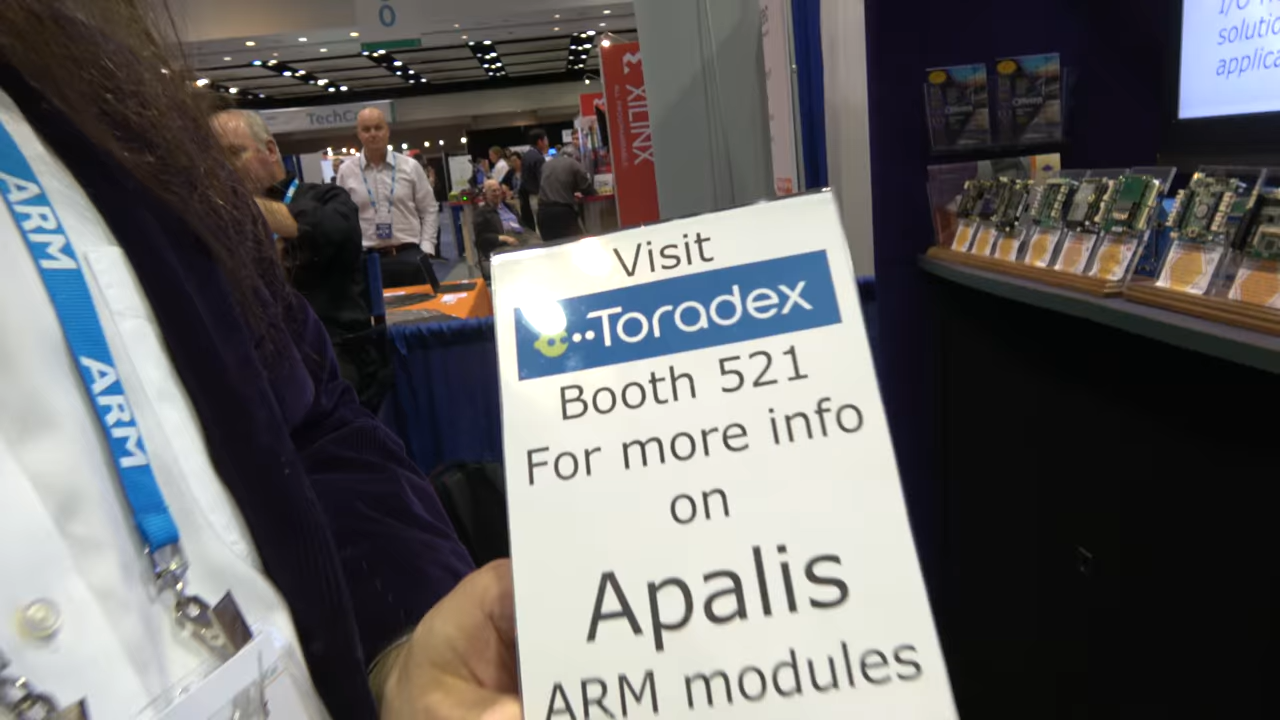 Visit
Toradex
Booth 521
For more info
on
Apalis
ARM modules
ARM
ARM
XILINX
solutio
applica